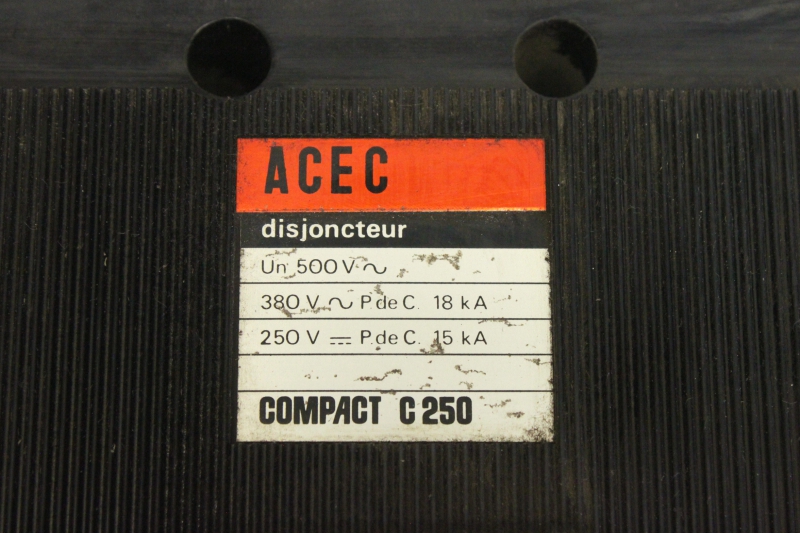 ACEC
disjoncteur
Un 500 V ~
380 V ~ P.de C. 18 kA
250 V ⎓ P.de C. 15 kA
COMPACT C 250